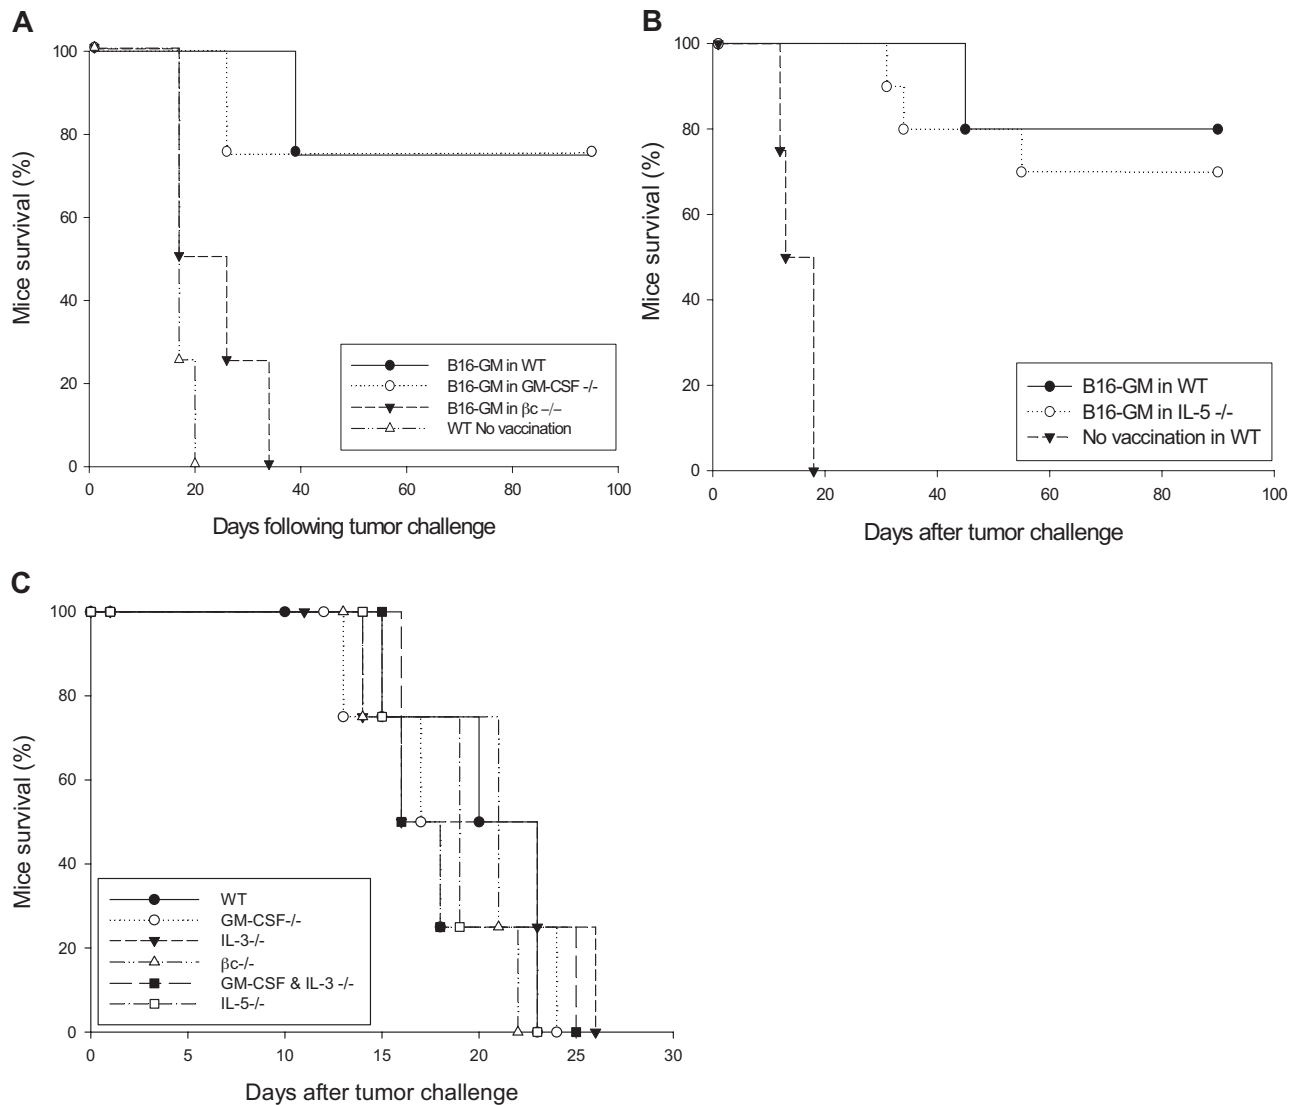 A
B
100
80
60
40
20
0
Mice survival (%)
B16-GM in WT
B16-GM in GM-CSF -/-
B16-GM in βc -/-
WT No vaccination
0
20
40
60
80
100
Days following tumor challenge
100
80
60
40
20
0
Mice survival (%)
B16-GM in WT
B16-GM in IL-5 -/-
No vaccination in WT
0
20
40
60
80
100
Days after tumor challenge
C
100
80
60
40
20
0
Mice survival (%)
WT
GM-CSF-/-
IL-3-/-
βc-/-
GM-CSF & IL-3 -/-
IL-5-/-
0
5
10
15
20
25
30
Days after tumor challenge